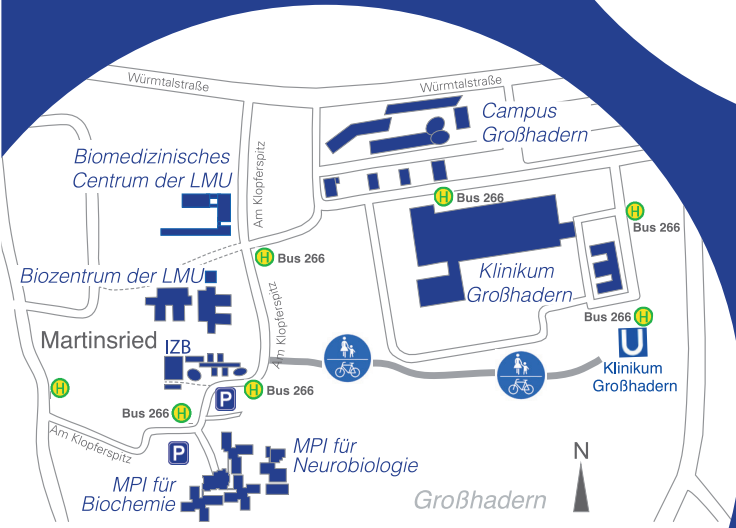 Würmtalstraße
Würmtalstraße
Campus
Großhadern
Biomedizinisches
Centrum der LMU
Am Klopferspitz
H Bus 266
H
Bus 266
H Bus 266
Biozentrum der LMU
Klinikum
Großhadern
Am Klopferspitz
Bus 266 H
U
Klinikum
Großhadern
Martinsried
IZB
H
H Bus 266
P
Bus 266 H
Am Klopferspitz
P
MPI für
Neurobiologie
MPI für
Biochemie
N
Großhadern